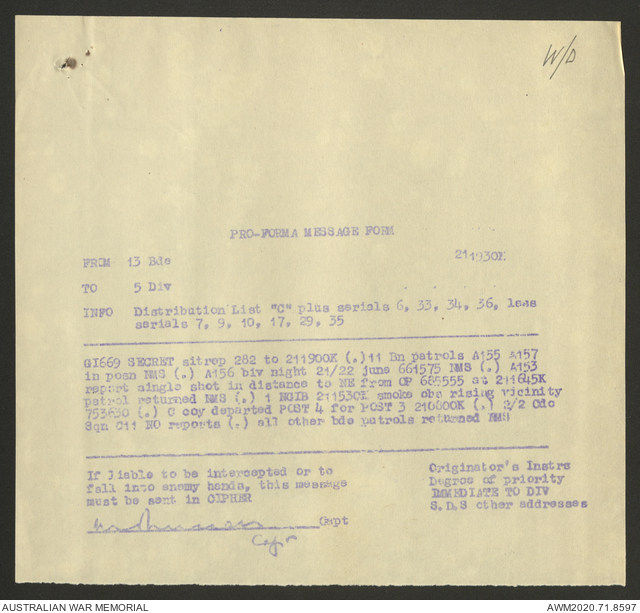 W/D
PRO-FORMA MESSAGE FORM
FROM 13 Bde 211930K
TO 5 Div
INFO Distribution List "C" plus serials 6, 33, 34, 36, less
serials 7, 9, 10, 17, 29, 35
GI669 SECRET sitrep 282 to 211900K (.) 11 Bn patrols A155 A157
in posn NMS (.) A156 biv night 21/22 june 661575 NMS (.) A153
report single shot in distance to NE from OP 685555 at 211645K
patrol returned NMS (.) 1 NGIB 211530K smoke obs rising vicinity
753630 (.) C coy departed POST 4 for POST 3 210800K (.) 2/2 Cdo
Sqn C11 NO reports (.) all other bde patrols returned NMS
If liable to be intercepted or to
fall into enemy hands, this message
must be sent in CIPHER
Originator's Instrs
Degree of priority
IMMEDIATE TO DIV
S.D.S other addresses
Capt
AUSTRALIAN WAR MEMORIAL
AWM2020.71.8597